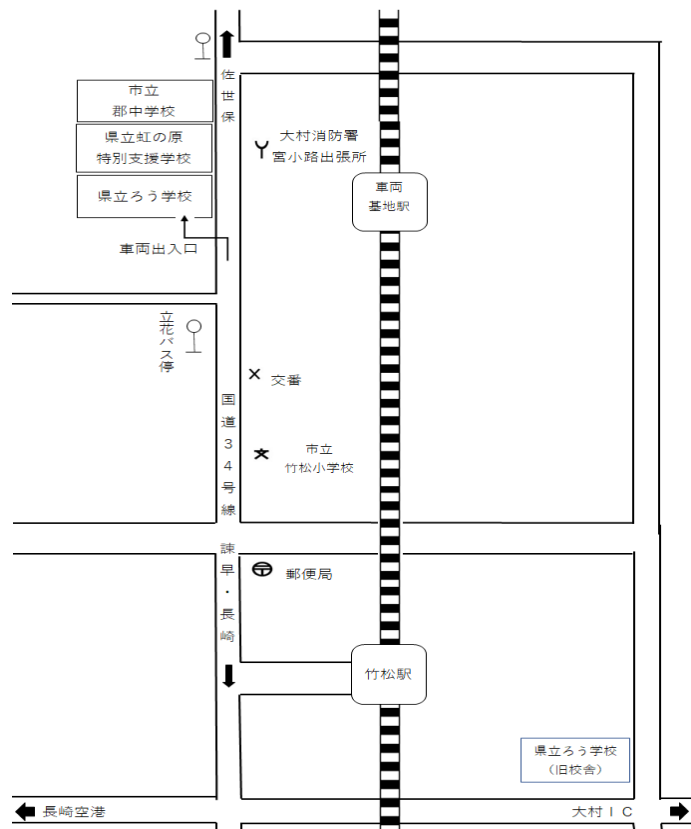 佐世保
市立
郡中学校
県立虹の原
特別支援学校
県立ろう学校
車両出入口
大村消防署
宮小路出張所
車両
基地駅
立花バス停
交番
国道34号線
市立
竹松小学校
諫早・長崎
郵便局
竹松駅
県立ろう学校
（旧校舎）
長崎空港
大村ＩＣ